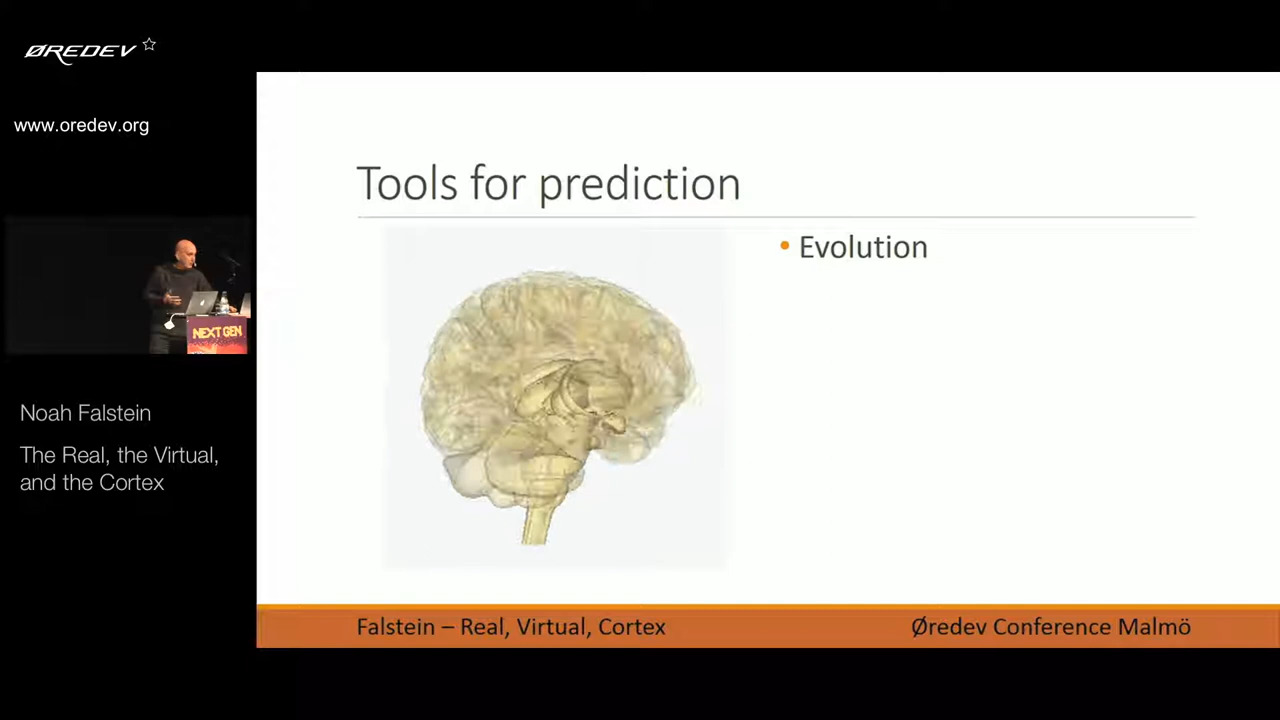 ØREDEV
www.oredev.org
NEXT GEN
Noah Falstein
The Real, the Virtual,
and the Cortex
Tools for prediction
• Evolution
Falstein – Real, Virtual, Cortex
Øredev Conference Malmö